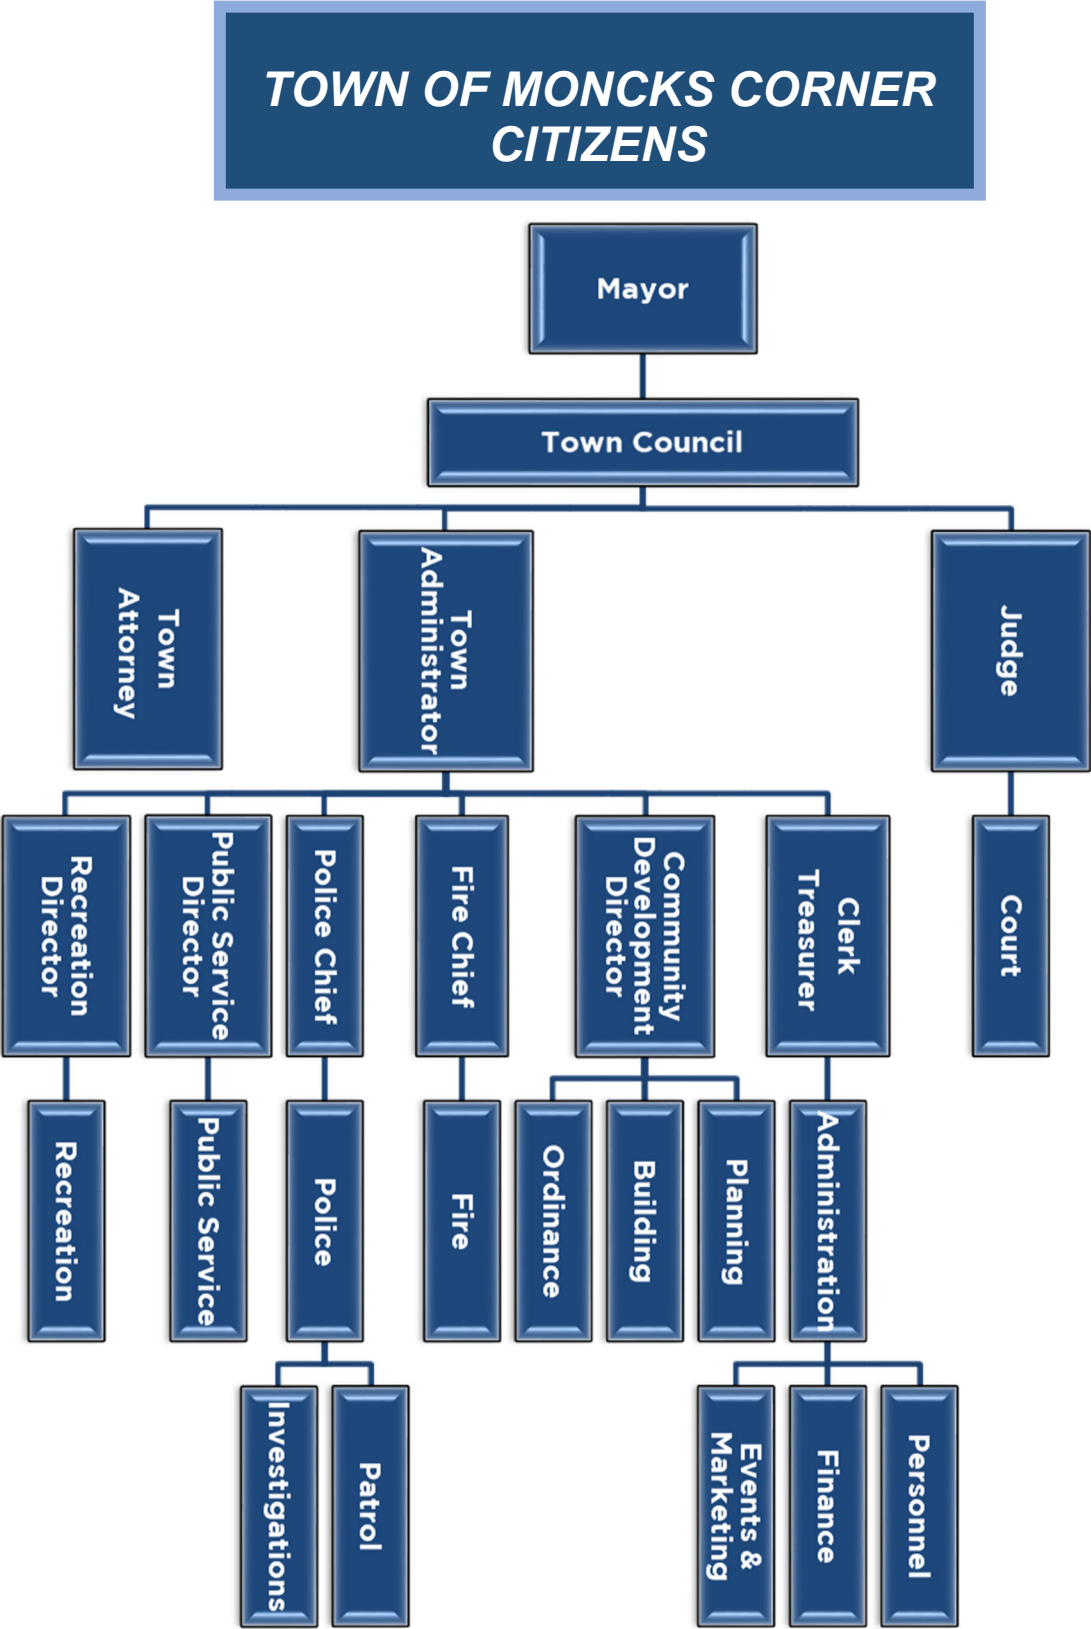 TOWN OF MONCKS CORNER
CITIZENS
Mayor
Town Council
Town
Attorney
Town
Administrator
Judge
Recreation
Director
Public Service
Director
Police Chief
Fire Chief
Community
Development
Director
Clerk
Treasurer
Court
Recreation
Public Service
Police
Fire
Ordinance
Building
Planning
Administration
Investigations
Patrol
Events &
Marketing
Finance
Personnel